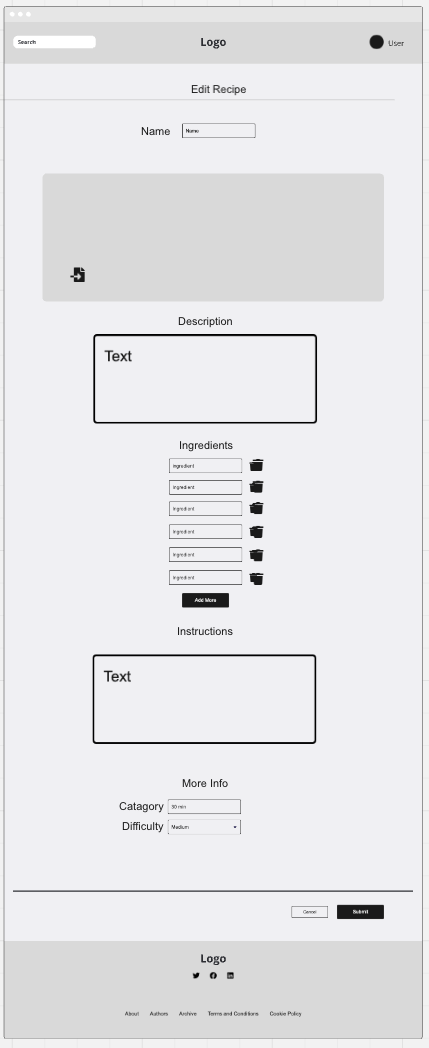 Search
Logo
User
Edit Recipe
Name
Name
Description
Text
Ingredients
Ingredient
Ingredient
Ingredient
Ingredient
Ingredient
Ingredient
Add More
Instructions
Text
More Info
Catagory
30 min
Difficulty
Medium
Cancel
Submit
Logo
About Authors Archive Terms and Conditions Cookie Policy